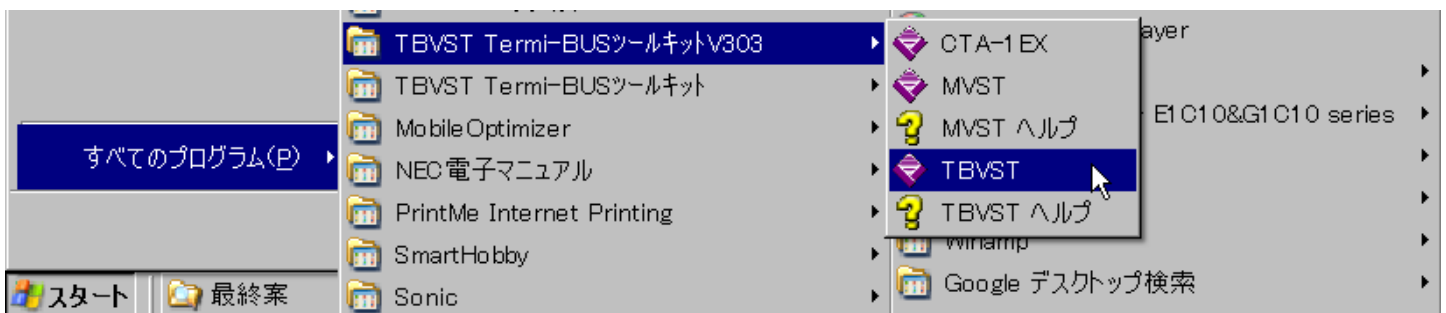 TBVST Termi-BUSツールキットV303
TBVST Termi-BUSツールキット
MobileOptimizer
NEC電子マニュアル
PrintMe Internet Printing
SmartHobby
Sonic
すべてのプログラム(P)
スタート
最終案
CTA-1EX
MVST
MVST ヘルプ
TBVST
TBVST ヘルプ
ayer
E1C10&G1C10 series
Winamp
Google デスクトップ検索